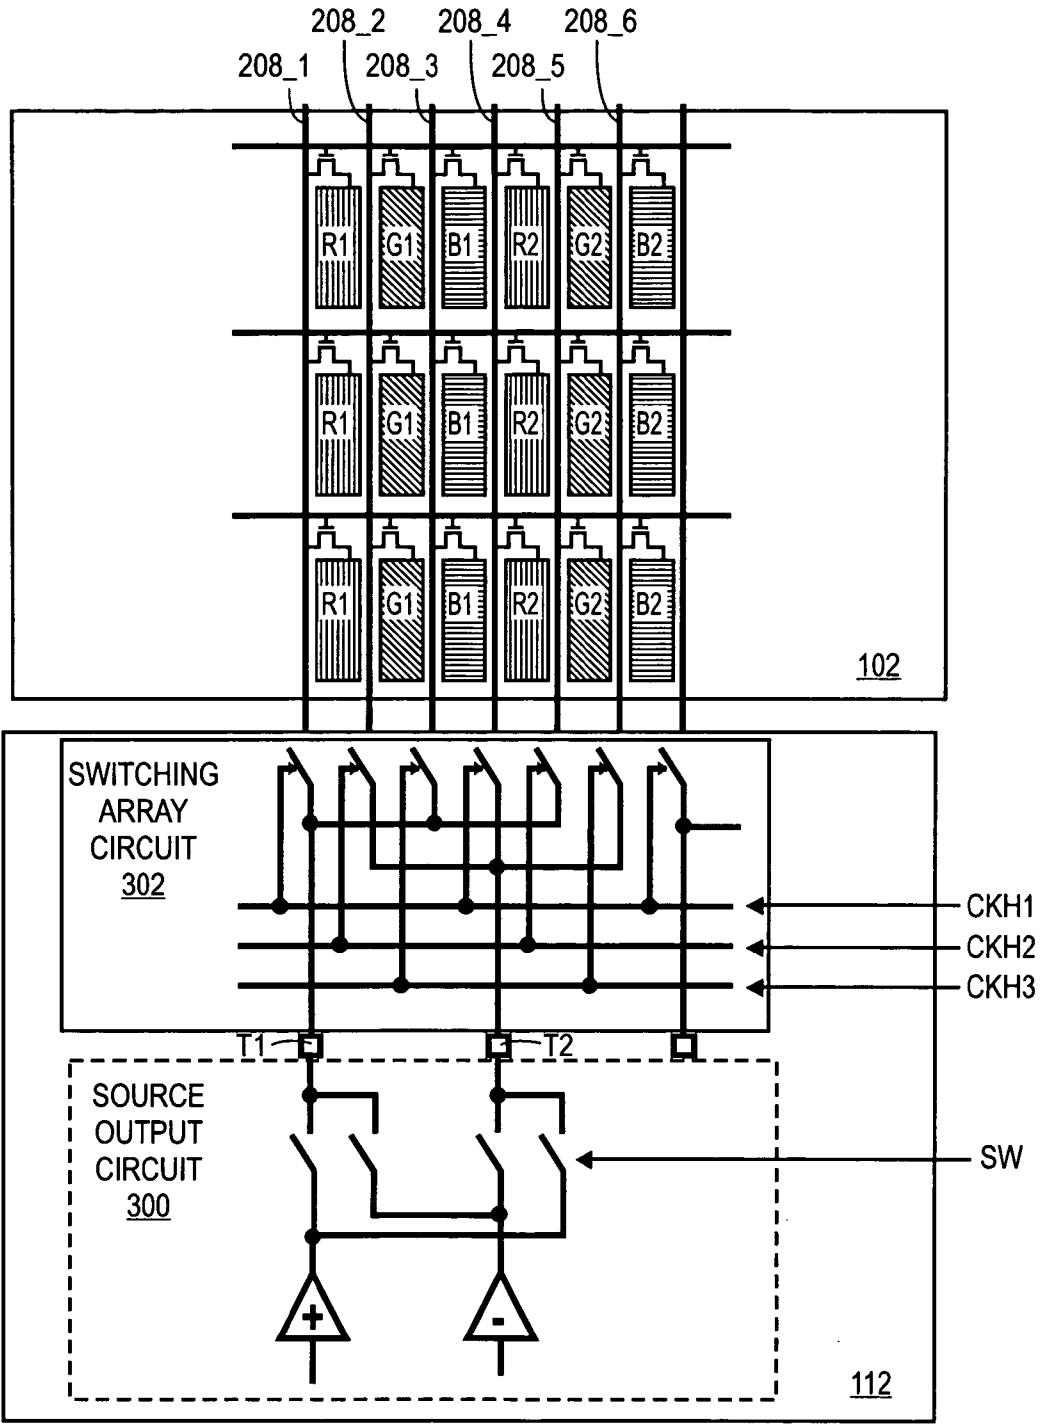 208_2
208_4
208_6
208_1
208_3
208_5
R1 G1 B1 R2 G2 B2
R1 G1 B1 R2 G2 B2
R1 G1 B1 R2 G2 B2
102
SWITCHING
ARRAY
CIRCUIT
302
CKH1
CKH2
CKH3
T1
T2
SOURCE
OUTPUT
CIRCUIT
300
SW
+
-
112